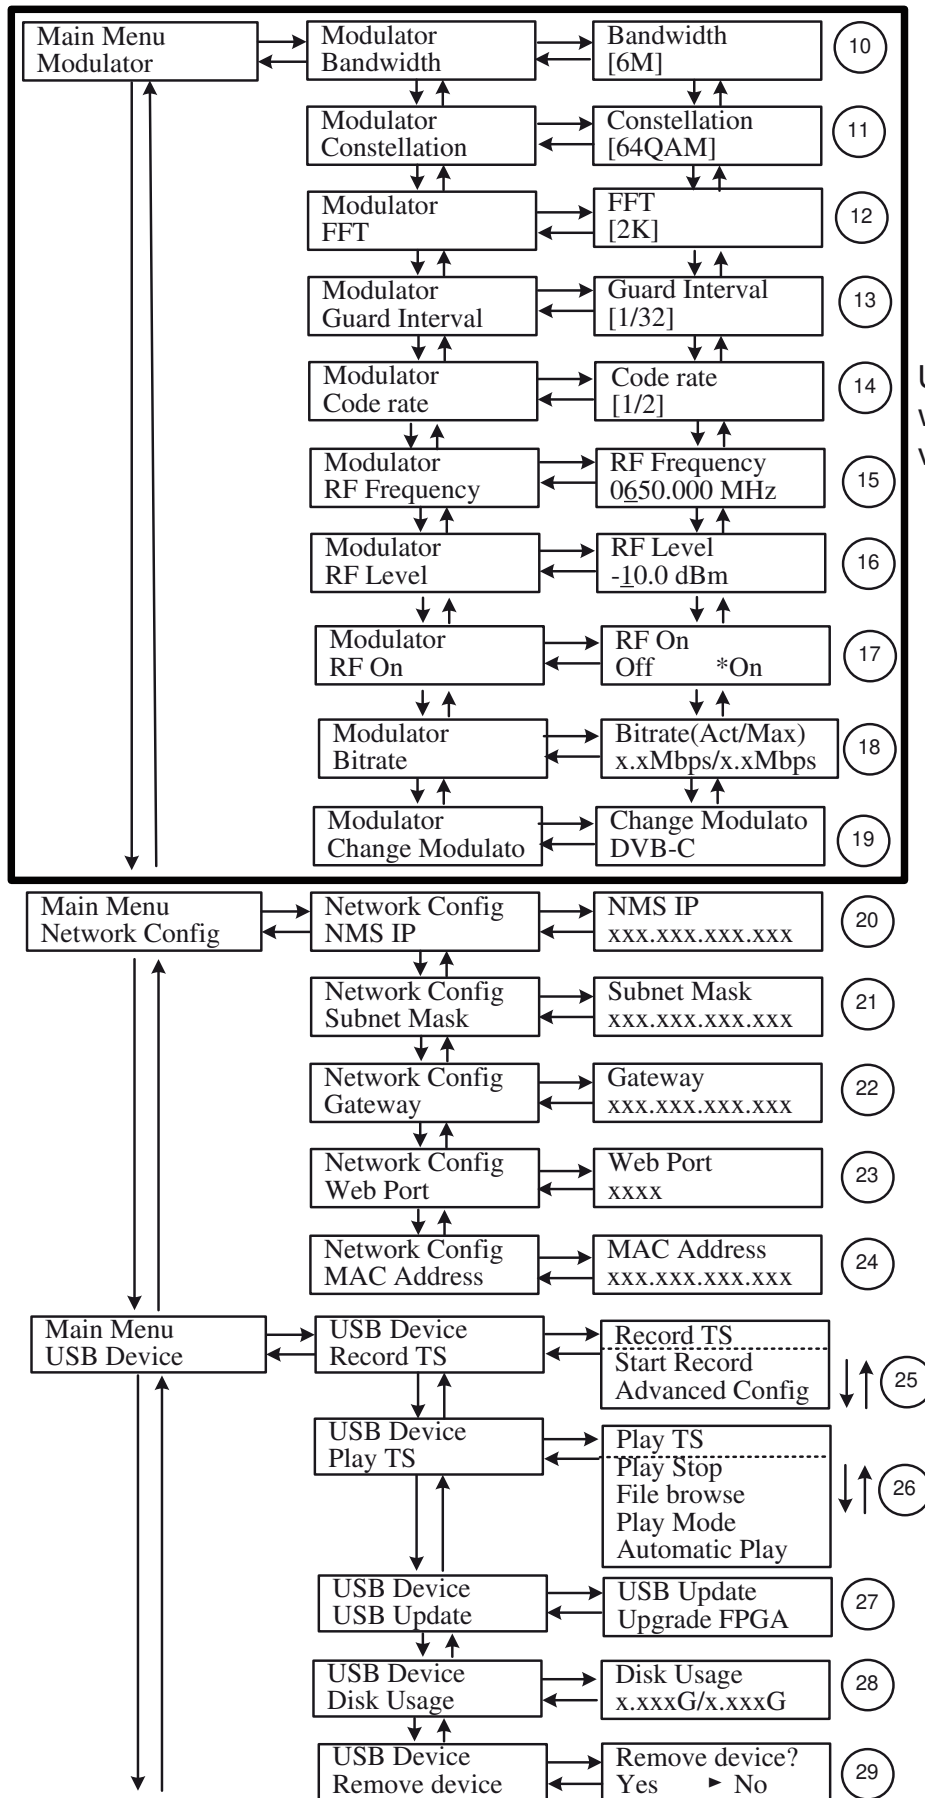 Main Menu
Modulator
Modulator
Bandwidth
Bandwidth
[6M]
10
Modulator
Constellation
Constellation
[64QAM]
11
Modulator
FFT
FFT
[2K]
12
Modulator
Guard Interval
Guard Interval
[1/32]
13
Modulator
Code rate
Code rate
[1/2]
14
Modulator
RF Frequency
RF Frequency
0650.000 MHz
15
Modulator
RF Level
RF Level
-10.0 dBm
16
Modulator
RF On
RF On
Off *On
17
Modulator
Bitrate
Bitrate(Act/Max)
x.xMbps/x.xMbps
18
Modulator
Change Modulato
Change Modulato
DVB-C
19
Main Menu
Network Config
Network Config
NMS IP
NMS IP
xxx.xxx.xxx.xxx
20
Network Config
Subnet Mask
Subnet Mask
xxx.xxx.xxx.xxx
21
Network Config
Gateway
Gateway
xxx.xxx.xxx.xxx
22
Network Config
Web Port
Web Port
xxxx
23
Network Config
MAC Address
MAC Address
xxx.xxx.xxx.xxx
24
Main Menu
USB Device
USB Device
Record TS
Record TS
Start Record
Advanced Config
25
USB Device
Play TS
Play TS
Play Stop
File browse
Play Mode
Automatic Play
26
USB Device
USB Update
USB Update
Upgrade FPGA
27
USB Device
Disk Usage
Disk Usage
x.xxxG/x.xxxG
28
USB Device
Remove device
Remove device?
Yes ► No
29